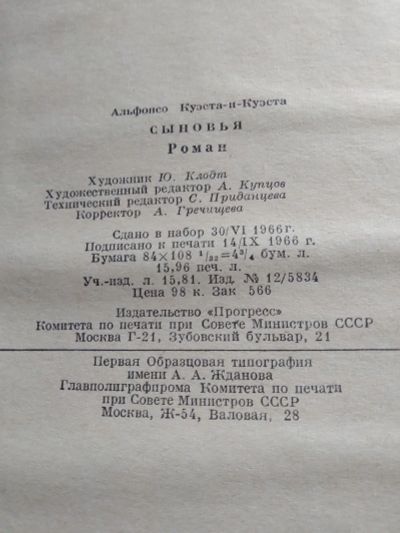 Альфонсо Куэста-и-Куэста
СЫНОВЬЯ
Роман
Художник Ю. Клодт
Художественный редактор А. Купцов
Технический редактор С. Приданцева
Корректор А. Гречищева
Сдано в набор 30/VI 1966г.
Подписано к печати 14/IX 1966 г.
Бумага 84×108 1/32=4³/₄ бум. л.
15,96 печ. л.
Уч.-изд. л. 15,81. Изд. № 12/5834
Цена 98 к. Зак 566
Издательство «Прогресс»
Комитета по печати при Совете Министров СССР
Москва Г-21, Зубовский бульвар, 21
Первая Образцовая типография
имени А. А. Жданова
Главполиграфпрома Комитета по печати
при Совете Министров СССР
Москва, Ж-54, Валовая, 28